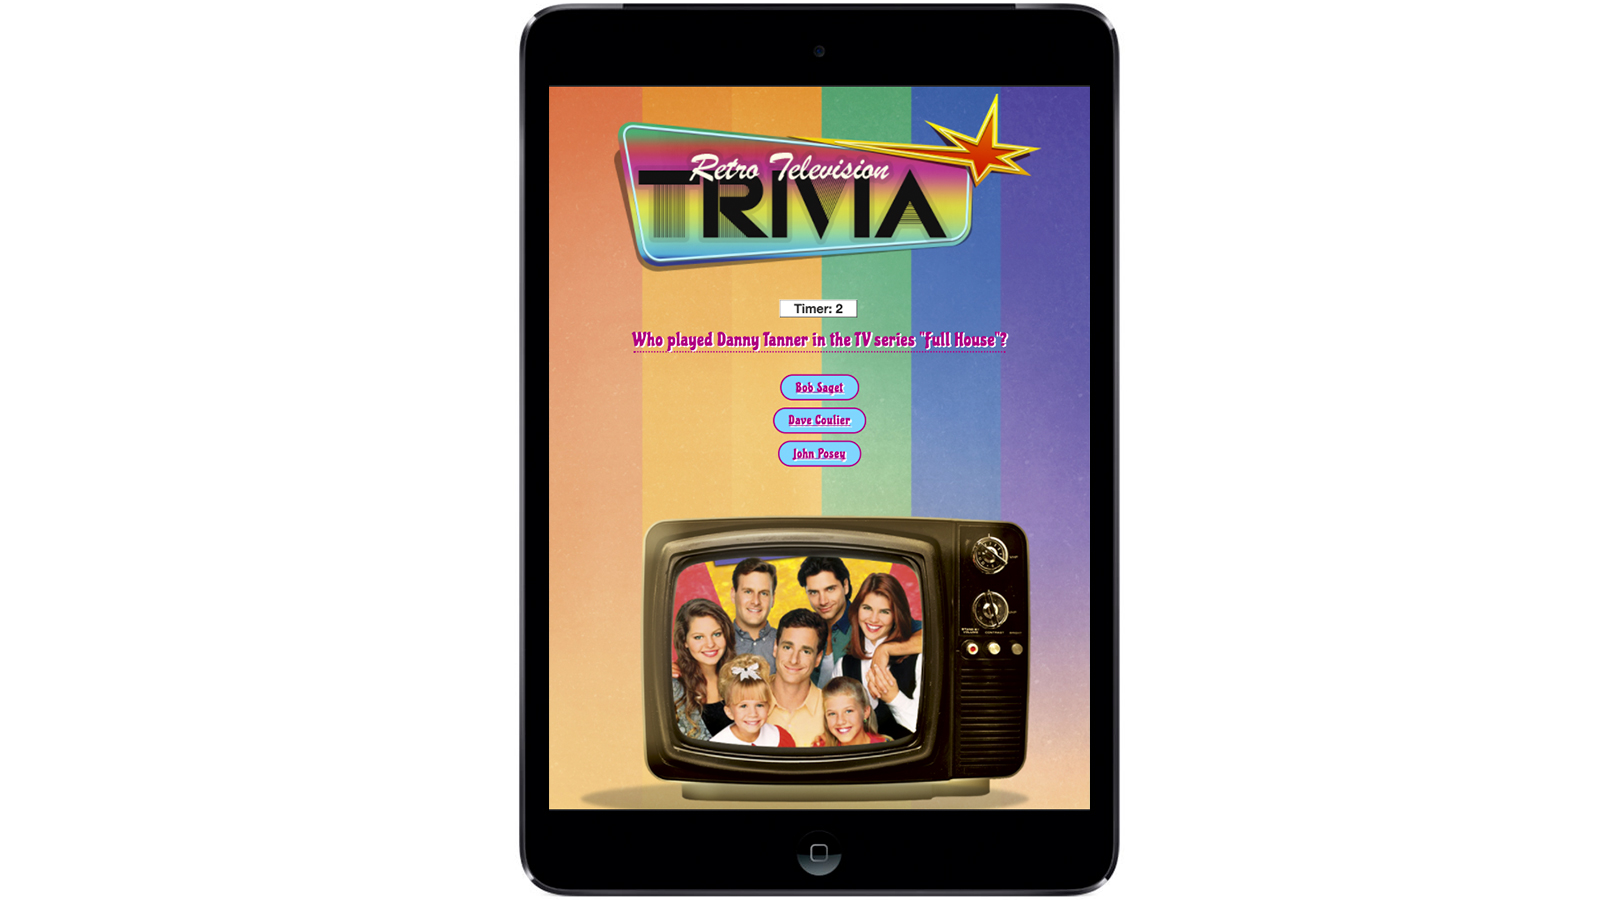 Retro Television
TRIVIA
Timer: 2
Who played Danny Tanner in the TV series "Full House"?
Bob Saget
Dave Coulier
John Posey